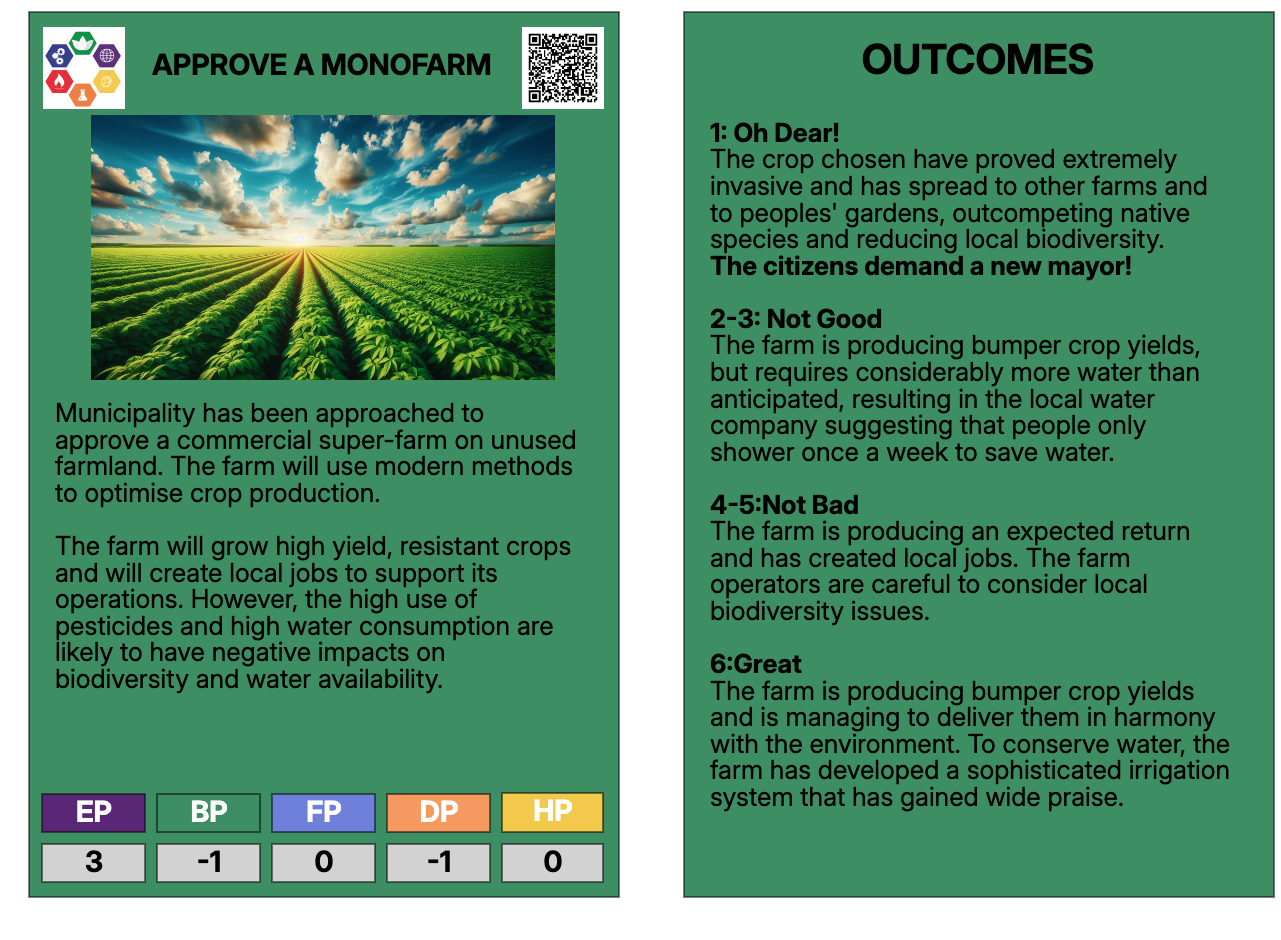 APPROVE A MONOFARM
Municipality has been approached to
approve a commercial super-farm on unused
farmland. The farm will use modern methods
to optimise crop production.
The farm will grow high yield, resistant crops
and will create local jobs to support its
operations. However, the high use of
pesticides and high water consumption are
likely to have negative impacts on
biodiversity and water availability.
EP BP FP DP HP
3 -1 0 -1 0
OUTCOMES
1: Oh Dear!
The crop chosen have proved extremely
invasive and has spread to other farms and
to peoples' gardens, outcompeting native
species and reducing local biodiversity.
The citizens demand a new mayor!
2-3: Not Good
The farm is producing bumper crop yields,
but requires considerably more water than
anticipated, resulting in the local water
company suggesting that people only
shower once a week to save water.
4-5:Not Bad
The farm is producing an expected return
and has created local jobs. The farm
operators are careful to consider local
biodiversity issues.
6:Great
The farm is producing bumper crop yields
and is managing to deliver them in harmony
with the environment. To conserve water, the
farm has developed a sophisticated irrigation
system that has gained wide praise.